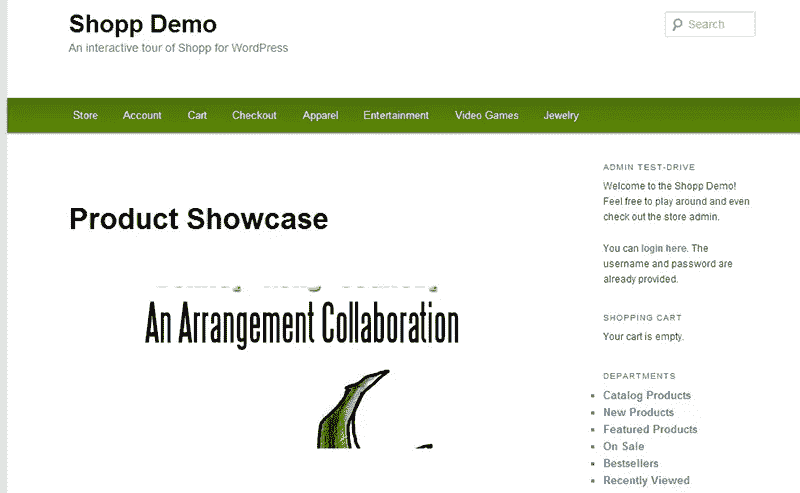 Shopp Demo
An interactive tour of Shopp for WordPress
Search
Store Account Cart Checkout Apparel Entertainment Video Games Jewelry
Product Showcase
An Arrangement Collaboration
ADMIN TEST-DRIVE
Welcome to the Shopp Demo!
Feel free to play around and even
check out the store admin.
You can login here. The
username and password are
already provided.
SHOPPING CART
Your cart is empty.
DEPARTMENTS
Catalog Products
New Products
Featured Products
On Sale
Bestsellers
Recently Viewed